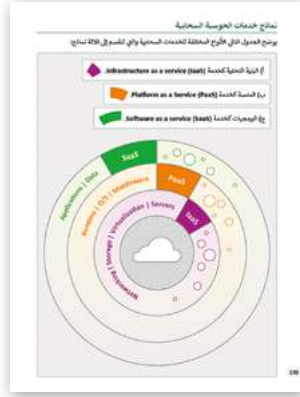 نماذج خدمات الحوسبة السحابية
يوضح الجدول التالي الأنواع المختلفة للخدمات السحابية والتي تنقسم إلى ثلاثة نماذج:
أ) البنية التحتية كخدمة Infrastructure as a service (IaaS).
ب) المنصة كخدمة Platform as a Service (PaaS).
ج) البرمجيات كخدمة Software as a service (SaaS).
SaaS
Applications | Data
PaaS
Runtime | O/S | Middleware
IaaS
Networking | Storage | Virtualization | Servers